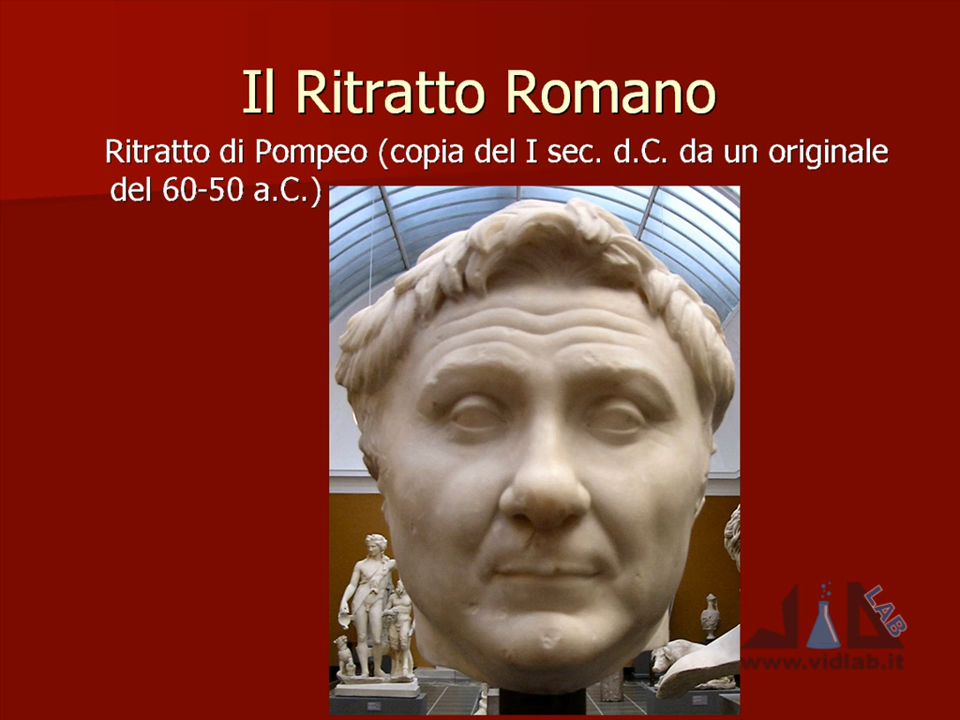 Il Ritratto Romano
Ritratto di Pompeo (copia del I sec. d.C. da un originale
del 60-50 a.C.)
LAB
www.vidlab.it